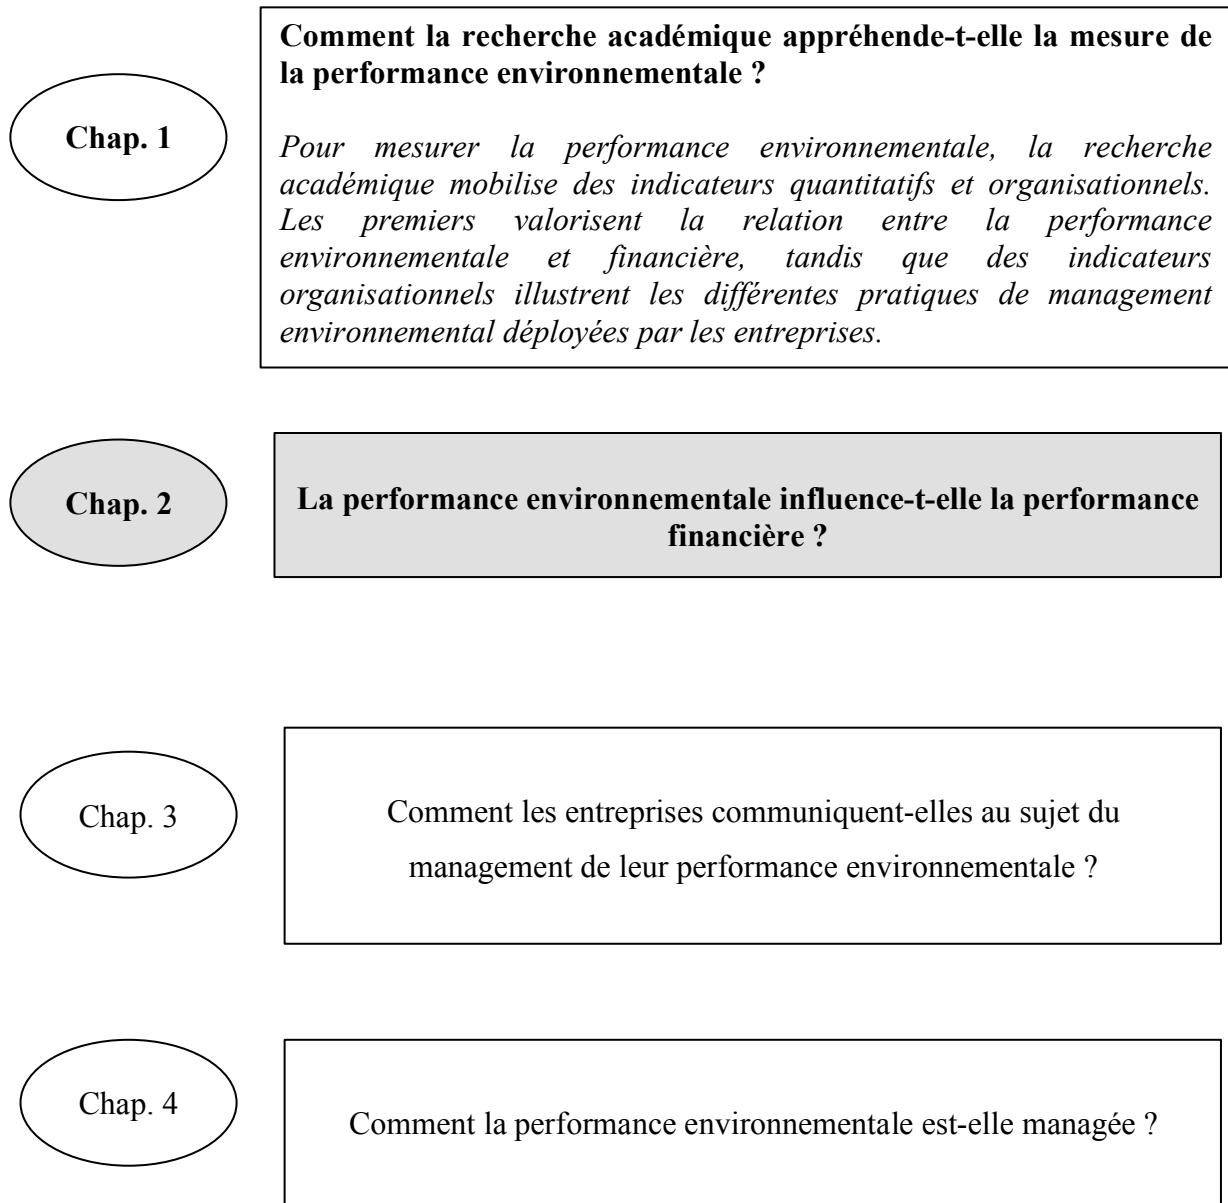 Chap. 1
Comment la recherche académique appréhende-t-elle la mesure de
la performance environnementale ?
Pour mesurer la performance environnementale, la recherche
académique mobilise des indicateurs quantitatifs et organisationnels.
Les premiers valorisent la relation entre la performance
environnementale et financière, tandis que des indicateurs
organisationnels illustrent les différentes pratiques de management
environnemental déployées par les entreprises.
Chap. 2
La performance environnementale influence-t-elle la performance
financière ?
Chap. 3
Comment les entreprises communiquent-elles au sujet du
management de leur performance environnementale ?
Chap. 4
Comment la performance environnementale est-elle managée ?